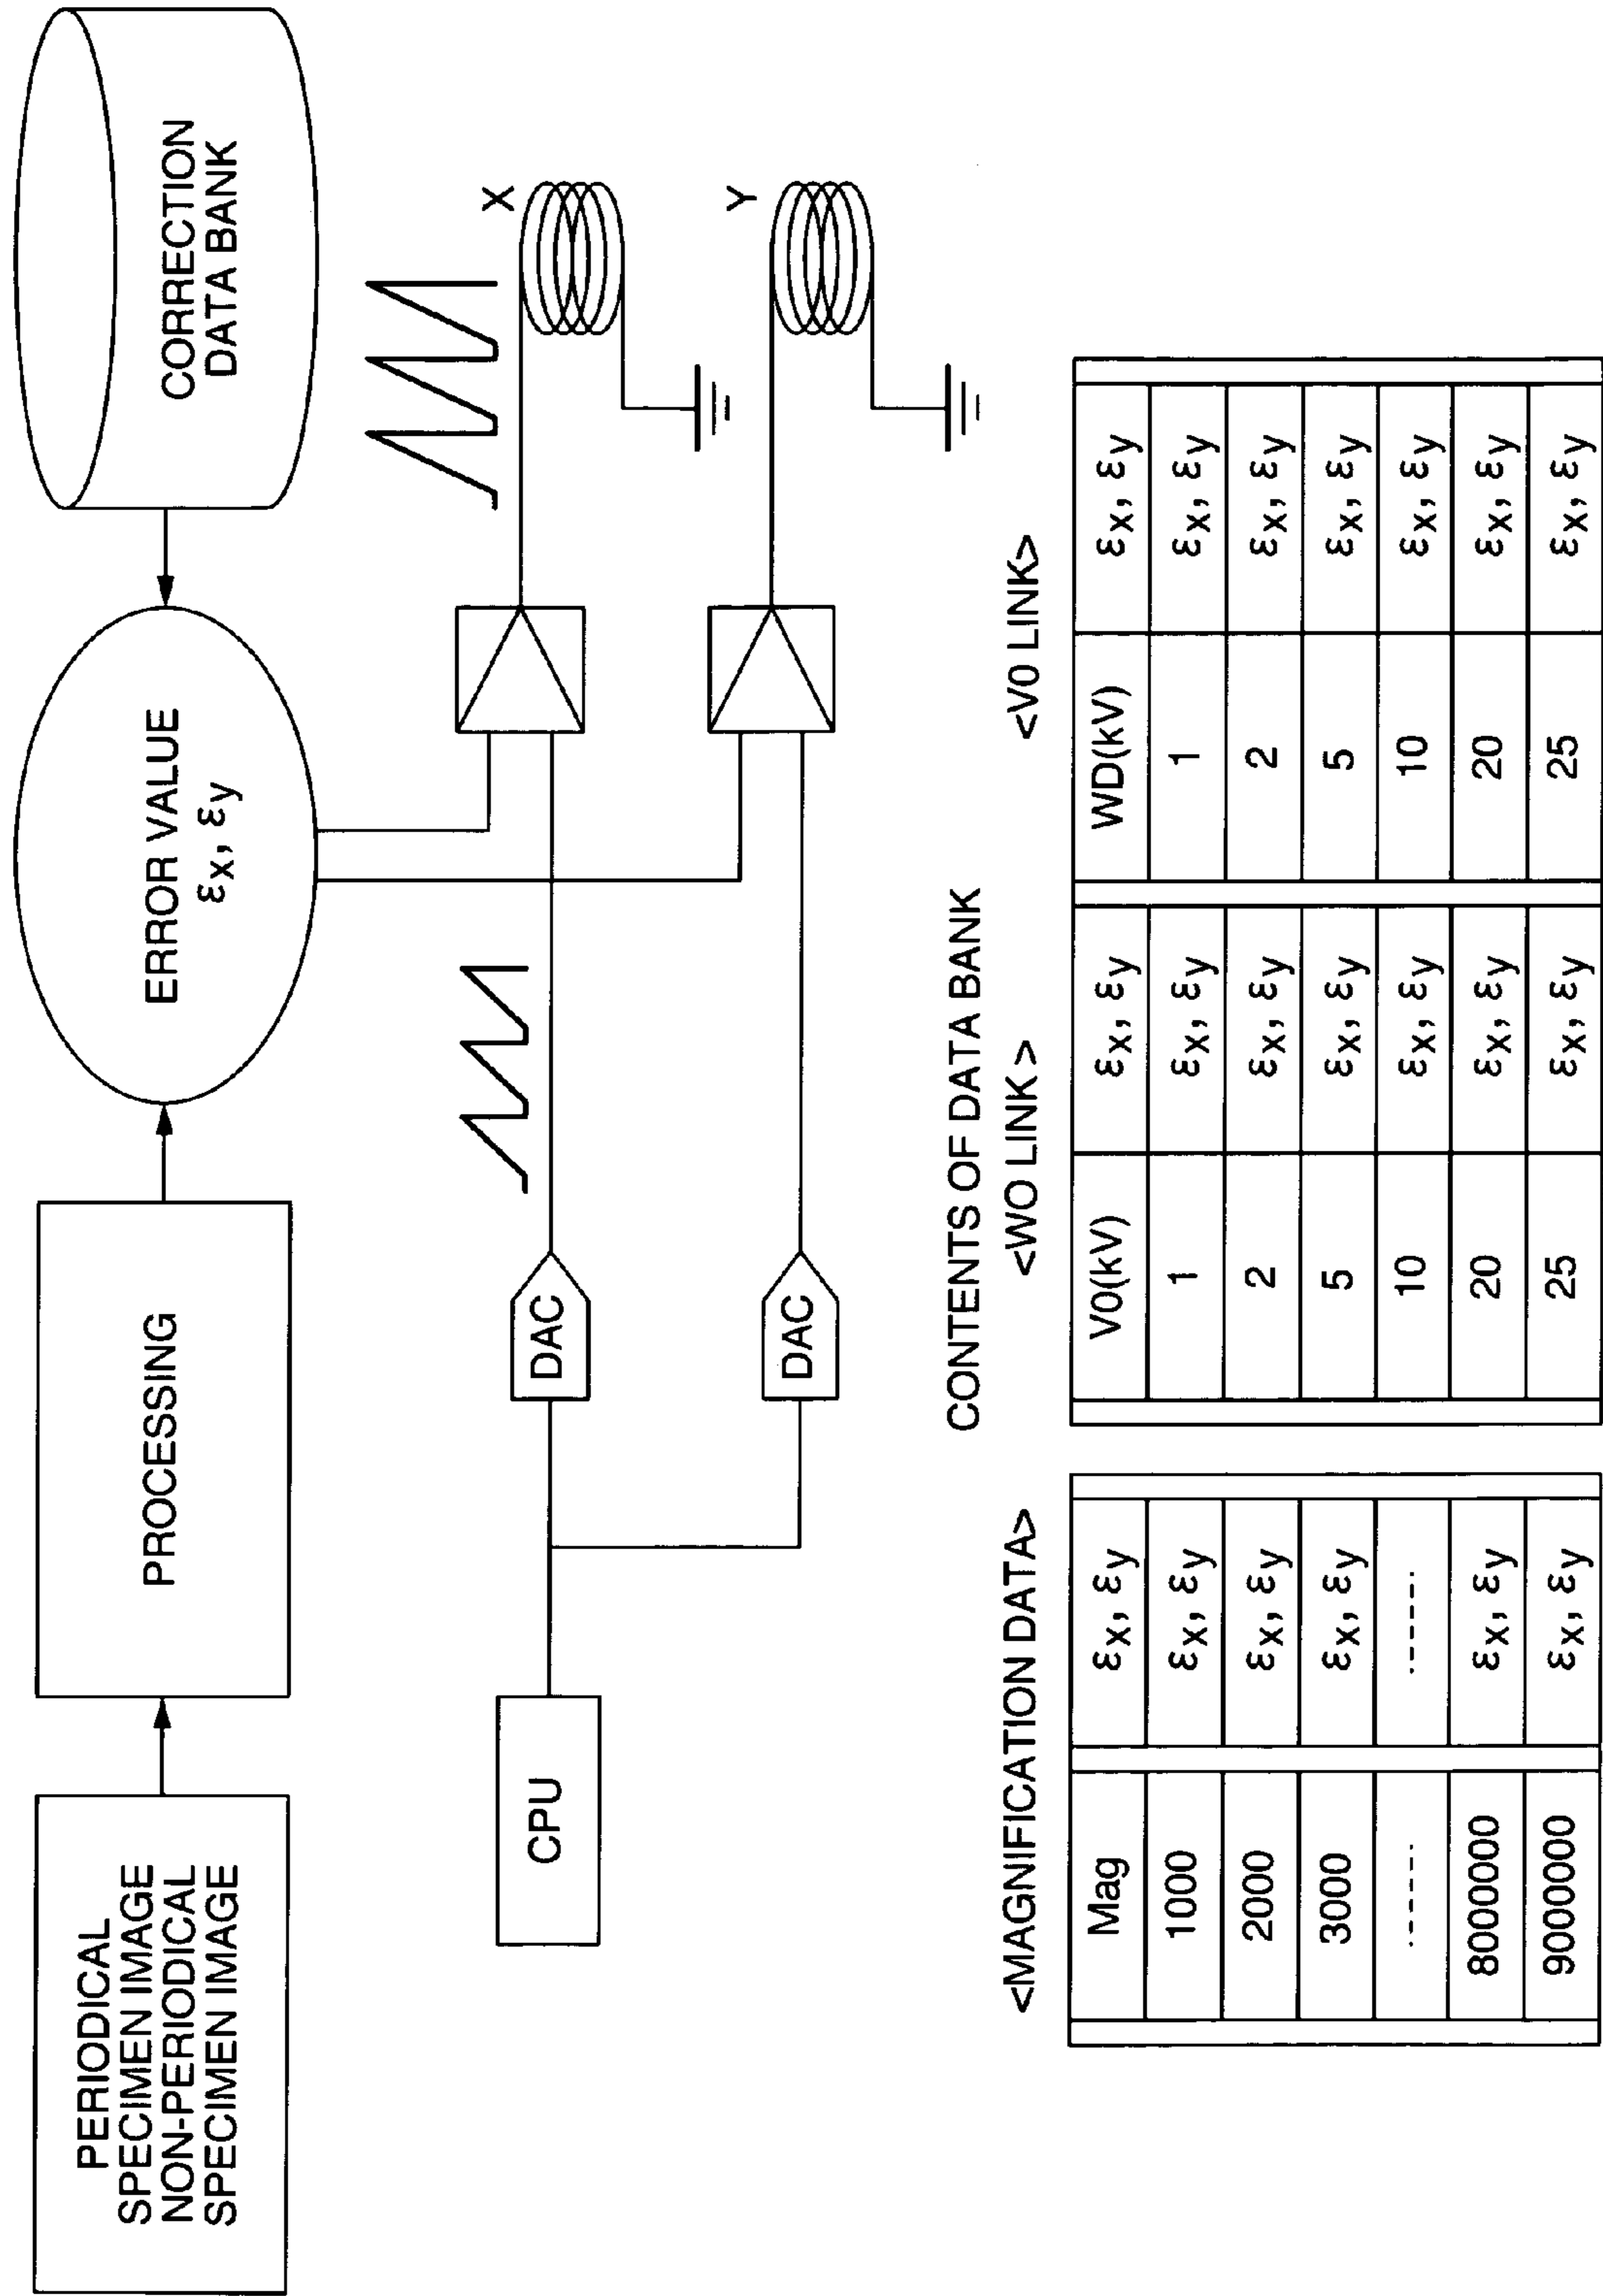 PERIODICAL
SPECIMEN IMAGE
NON-PERIODICAL
SPECIMEN IMAGE
PROCESSING
ERROR VALUE
εx, εy
CORRECTION
DATA BANK
CPU
DAC
DAC
X
Y
CONTENTS OF DATA BANK
<MAGNIFICATION DATA>
Mag εx, εy
1000 εx, εy
2000 εx, εy
3000 εx, εy
------ ------
8000000 εx, εy
9000000 εx, εy
<WO LINK >
V0(kV) εx, εy
1 εx, εy
2 εx, εy
5 εx, εy
10 εx, εy
20 εx, εy
25 εx, εy
<V0 LINK>
WD(kV) εx, εy
1 εx, εy
2 εx, εy
5 εx, εy
10 εx, εy
20 εx, εy
25 εx, εy